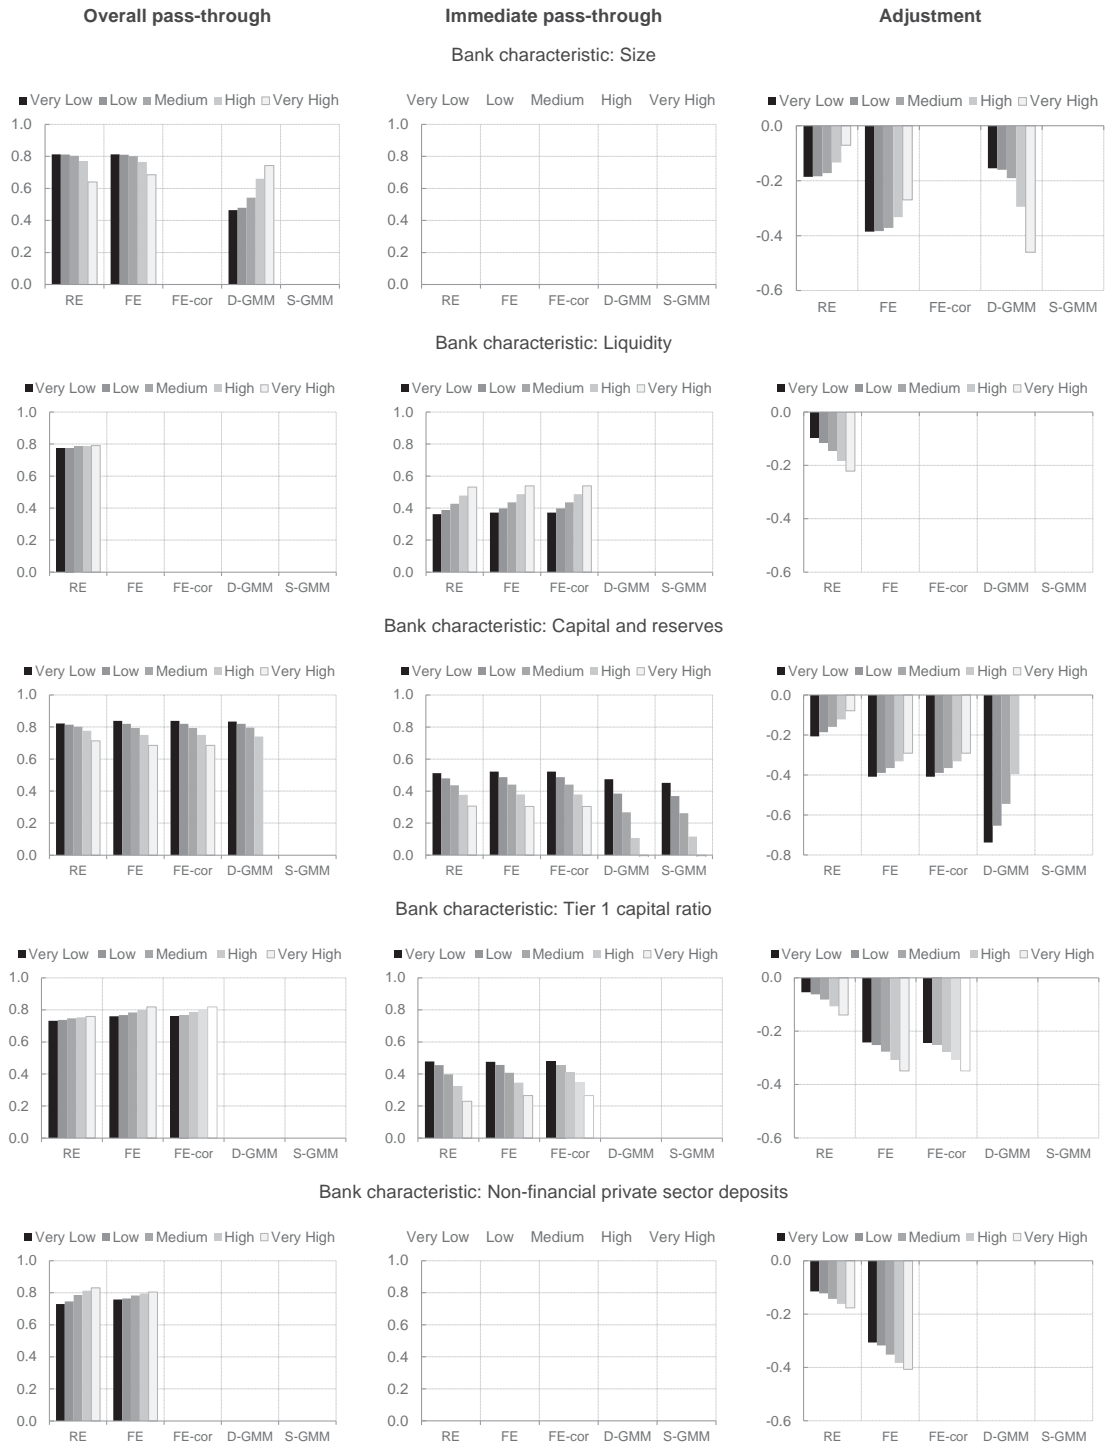 Overall pass-through Immediate pass-through Adjustment
Bank characteristic: Size
Very Low Low Medium High Very High
1.0
0.8
0.6
0.4
0.2
0.0
RE FE FE-cor D-GMM S-GMM
Very Low Low Medium High Very High
1.0
0.8
0.6
0.4
0.2
0.0
RE FE FE-cor D-GMM S-GMM
Very Low Low Medium High Very High
0.0
-0.2
-0.4
-0.6
RE FE FE-cor D-GMM S-GMM
Bank characteristic: Liquidity
Very Low Low Medium High Very High
1.0
0.8
0.6
0.4
0.2
0.0
RE FE FE-cor D-GMM S-GMM
Very Low Low Medium High Very High
1.0
0.8
0.6
0.4
0.2
0.0
RE FE FE-cor D-GMM S-GMM
Very Low Low Medium High Very High
0.0
-0.2
-0.4
-0.6
RE FE FE-cor D-GMM S-GMM
Bank characteristic: Capital and reserves
Very Low Low Medium High Very High
1.0
0.8
0.6
0.4
0.2
0.0
RE FE FE-cor D-GMM S-GMM
Very Low Low Medium High Very High
1.0
0.8
0.6
0.4
0.2
0.0
RE FE FE-cor D-GMM S-GMM
Very Low Low Medium High Very High
0.0
-0.2
-0.4
-0.6
-0.8
RE FE FE-cor D-GMM S-GMM
Bank characteristic: Tier 1 capital ratio
Very Low Low Medium High Very High
1.0
0.8
0.6
0.4
0.2
0.0
RE FE FE-cor D-GMM S-GMM
Very Low Low Medium High Very High
1.0
0.8
0.6
0.4
0.2
0.0
RE FE FE-cor D-GMM S-GMM
Very Low Low Medium High Very High
0.0
-0.2
-0.4
-0.6
RE FE FE-cor D-GMM S-GMM
Bank characteristic: Non-financial private sector deposits
Very Low Low Medium High Very High
1.0
0.8
0.6
0.4
0.2
0.0
RE FE FE-cor D-GMM S-GMM
Very Low Low Medium High Very High
1.0
0.8
0.6
0.4
0.2
0.0
RE FE FE-cor D-GMM S-GMM
Very Low Low Medium High Very High
0.0
-0.2
-0.4
-0.6
RE FE FE-cor D-GMM S-GMM